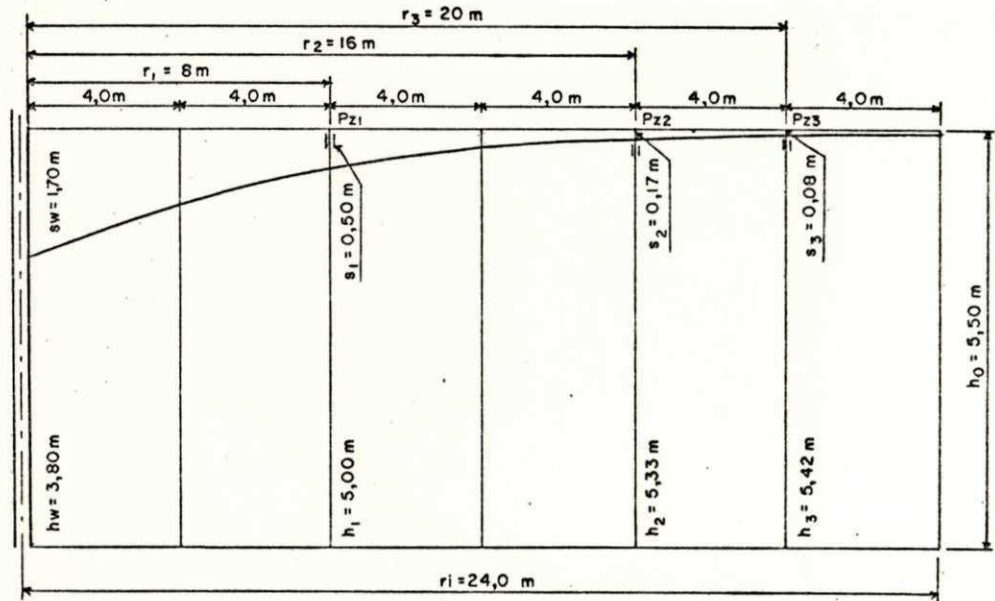 r3 = 20 m
r2 = 16 m
r1 = 8 m
4,0m 4,0m 4,0m 4,0m 4,0m 4,0m
Pz1 Pz2 Pz3
sw = 1,70 m
s1 = 0,50 m
s2 = 0,17 m
s3 = 0,08 m
h0 = 5,50 m
hw = 3,80 m
h1 = 5,00 m
h2 = 5,33 m
h3 = 5,42 m
ri = 24,0 m